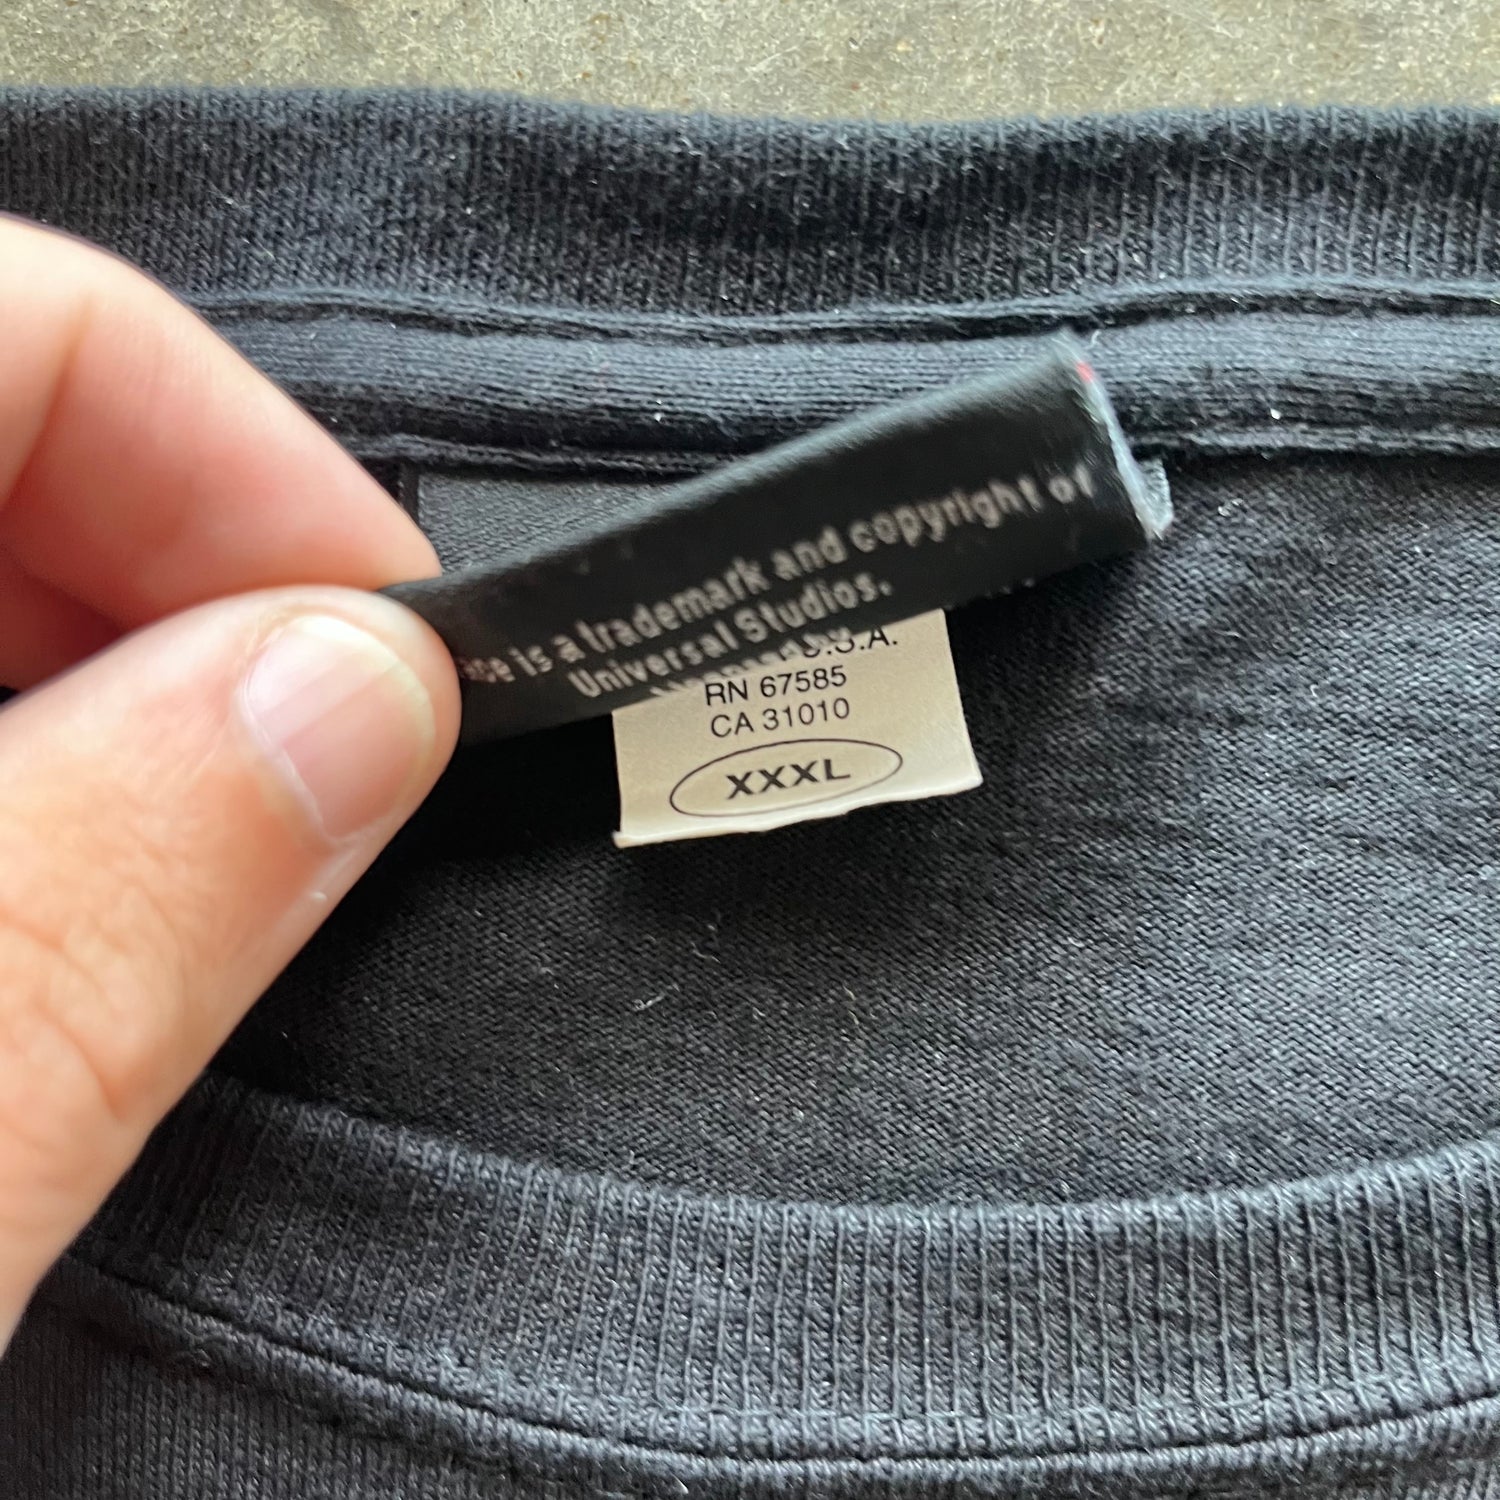 is a trademark and copyright of
Universal Studios.
U.S.A.
RN 67585
CA 31010
XXXL